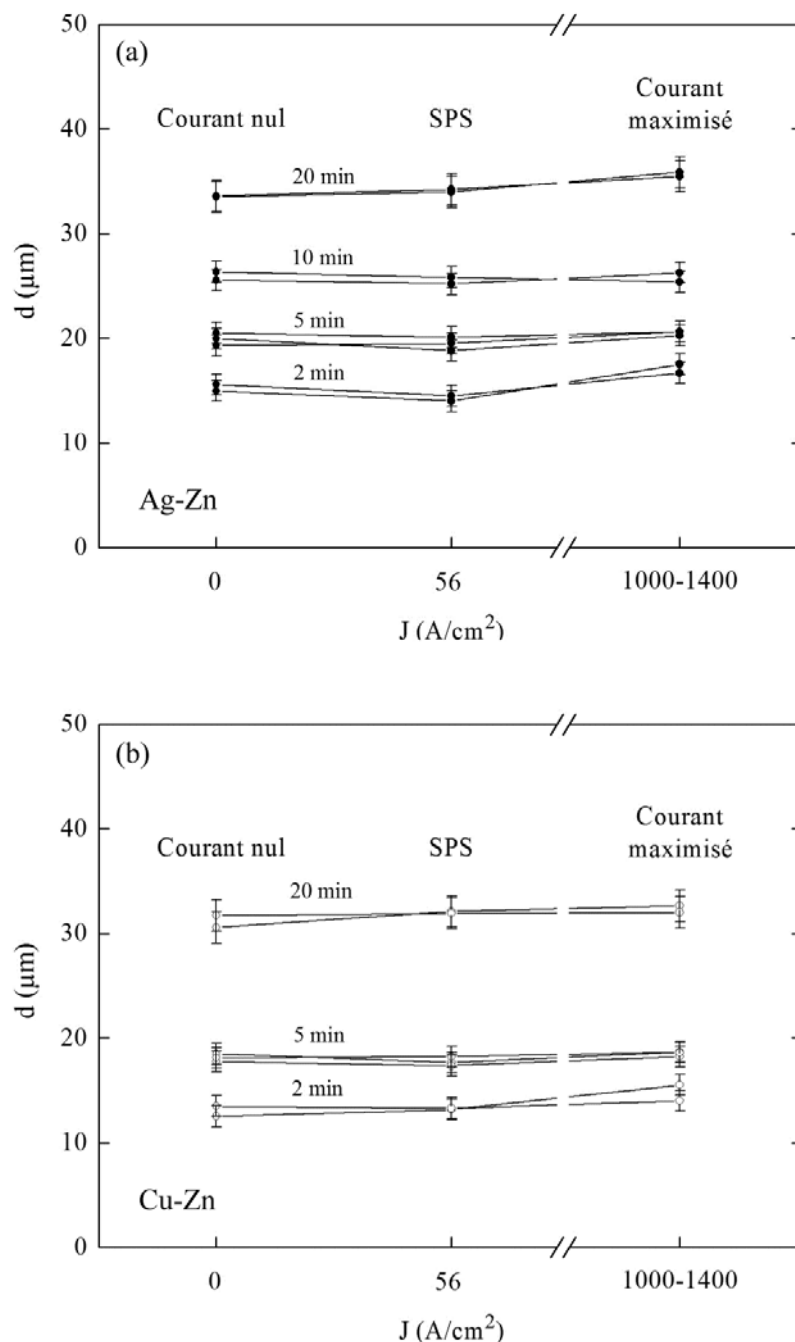 (a)
50
40
30
20
10
0
d (µm)
Courant nul
SPS
Courant
maximisé
20 min
10 min
5 min
2 min
Ag-Zn
0
56
1000-1400
J (A/cm²)
(b)
50
40
30
20
10
0
d (µm)
Courant nul
SPS
Courant
maximisé
20 min
5 min
2 min
Cu-Zn
0
56
1000-1400
J (A/cm²)